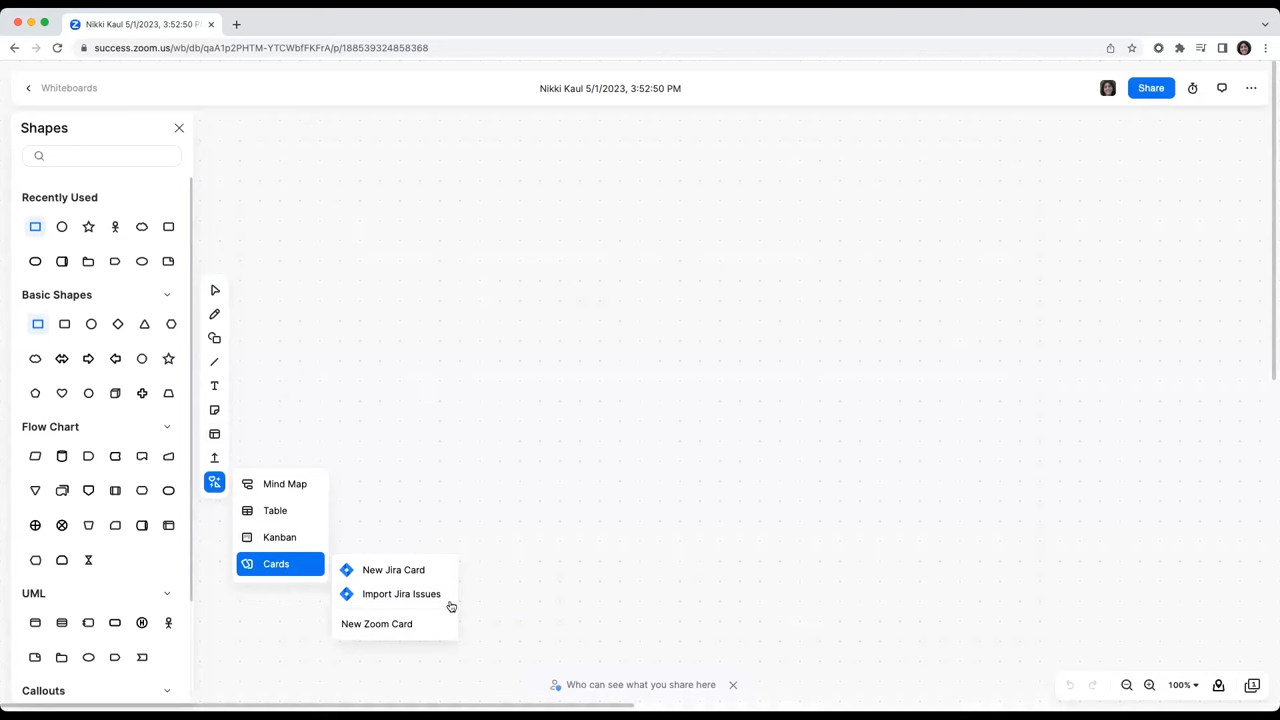 Nikki Kaul 5/1/2023, 3:52:50 P
success.zoom.us/wb/db/qaA1p2PHTM-YTCWbfFKFrA/p/188539324858368
Whiteboards
Nikki Kaul 5/1/2023, 3:52:50 PM
Share
Shapes
Recently Used
Basic Shapes
Flow Chart
UML
Callouts
T
Mind Map
Table
Kanban
Cards
New Jira Card
Import Jira Issues
New Zoom Card
Who can see what you share here
100%
1